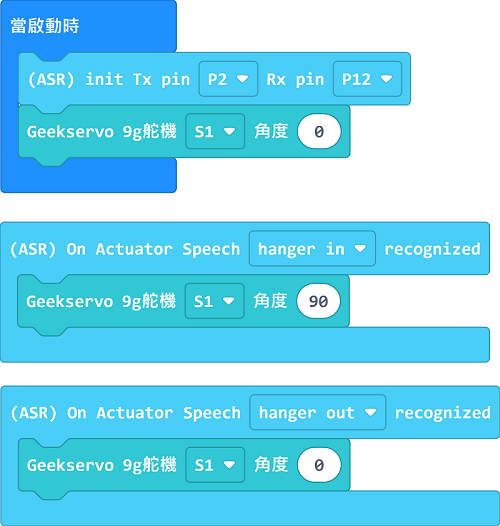 當啟動時
(ASR) init Tx pin P2 Rx pin P12
Geekservo 9g舵機 S1 角度 0
(ASR) On Actuator Speech hanger in recognized
Geekservo 9g舵機 S1 角度 90
(ASR) On Actuator Speech hanger out recognized
Geekservo 9g舵機 S1 角度 0